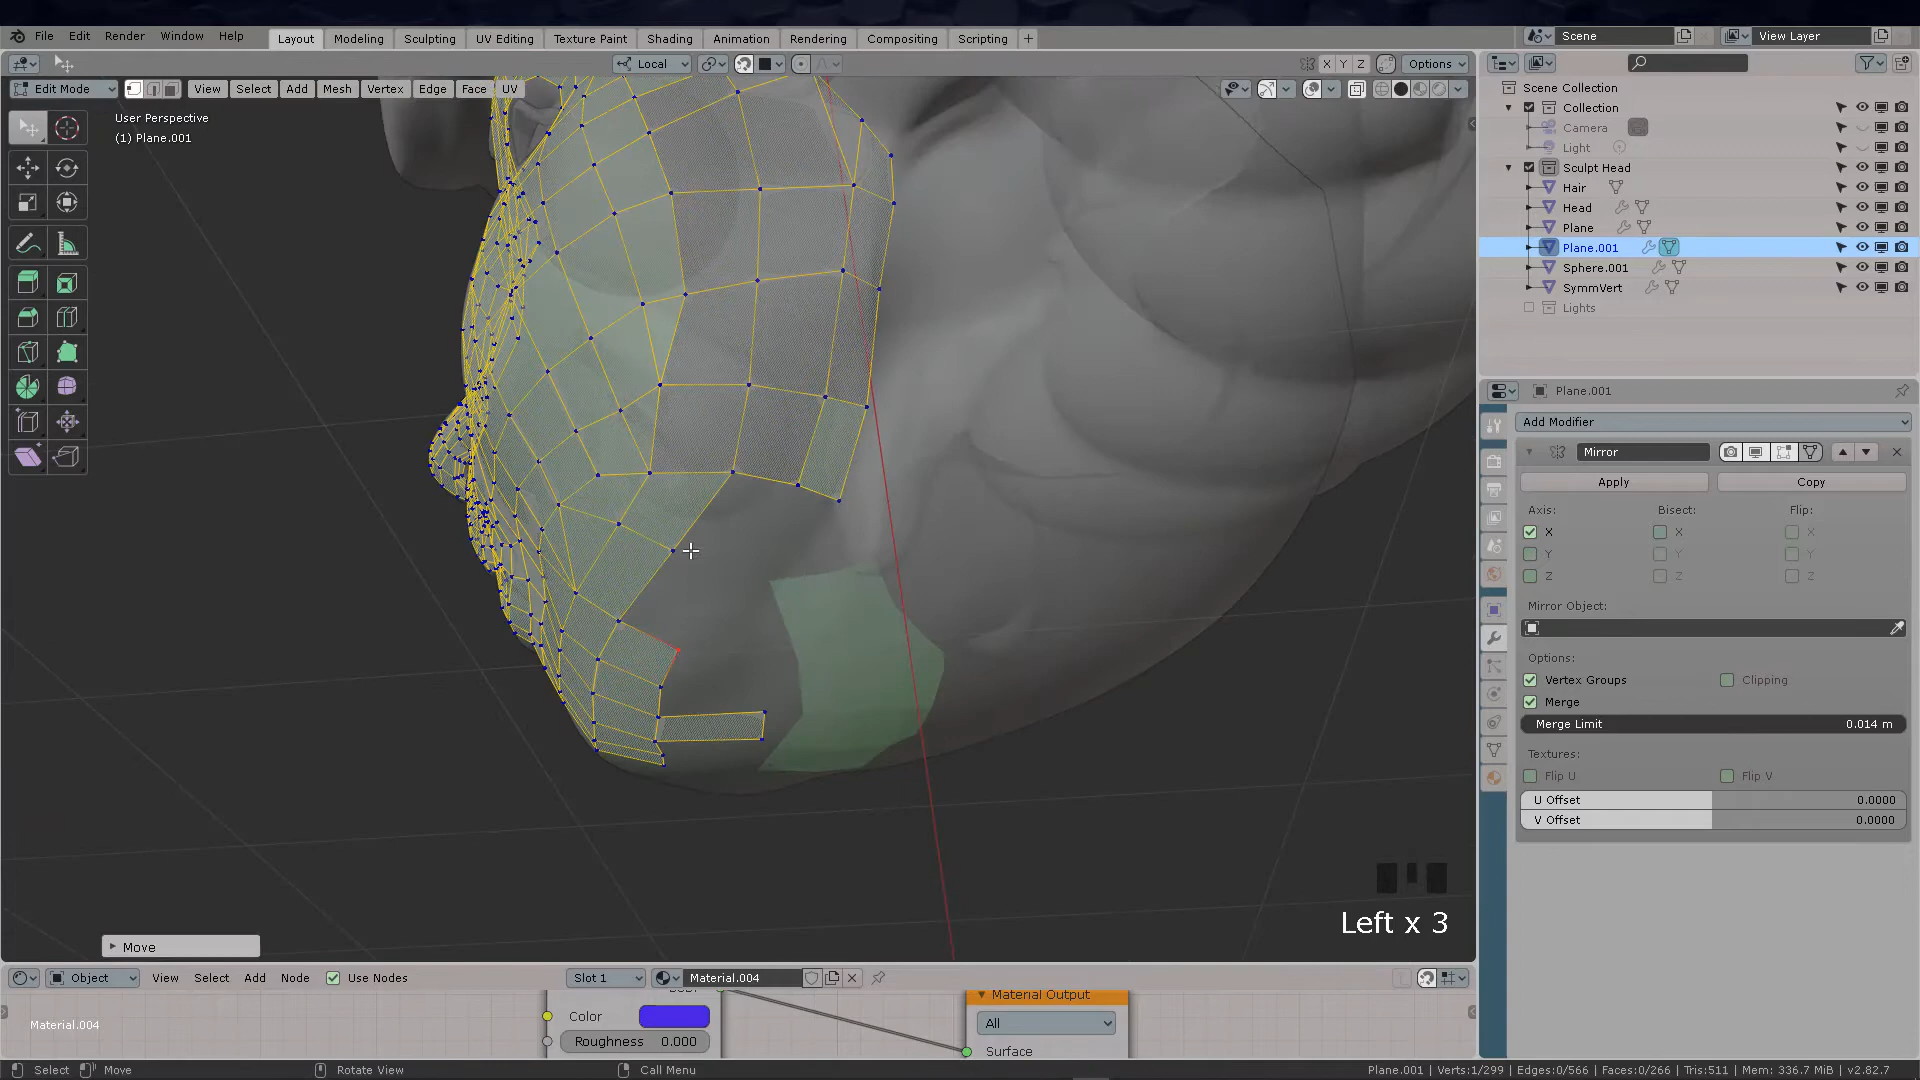 File Edit Render Window Help Layout Modeling Sculpting UV Editing Texture Paint Shading Animation Rendering Compositing Scripting + Scene View Layer
Local X Y Z Options
Edit Mode View Select Add Mesh Vertex Edge Face UV
User Perspective
(1) Plane.001
Scene Collection
Collection
Camera
Light
Sculpt Head
Hair
Head
Plane
Plane.001
Sphere.001
SymmVert
Lights
Plane.001
Add Modifier
Mirror
Apply Copy
Axis: Bisect: Flip:
X X X
Y Y Y
Z Z Z
Mirror Object:
Options:
Vertex Groups Clipping
Merge
Merge Limit 0.014 m
Textures:
Flip U Flip V
U Offset 0.0000
V Offset 0.0000
Left x 3
Move
Object View Select Add Node Use Nodes Slot 1 Material.004
Material Output
All
Surface
Color
Roughness 0.000
Material.004
Select Move Rotate View Call Menu Plane.001 | Verts:1/299 | Edges:0/566 | Faces:0/266 | Tris:511 | Mem: 336.7 MiB | v2.82.7